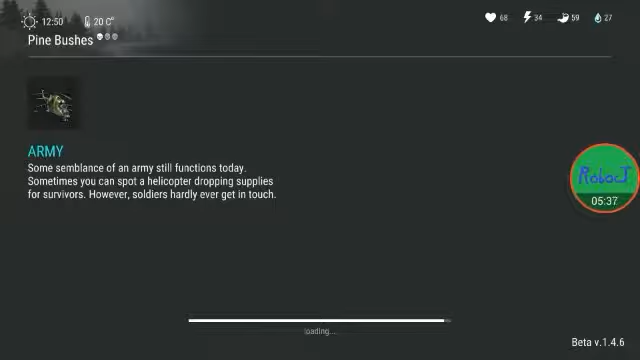 12:50 20 C° 68 34 59 27
Pine Bushes
ARMY
Some semblance of an army still functions today.
Sometimes you can spot a helicopter dropping supplies
for survivors. However, soldiers hardly ever get in touch.
RoboJ
05:37
loading...
Beta v.1.4.6